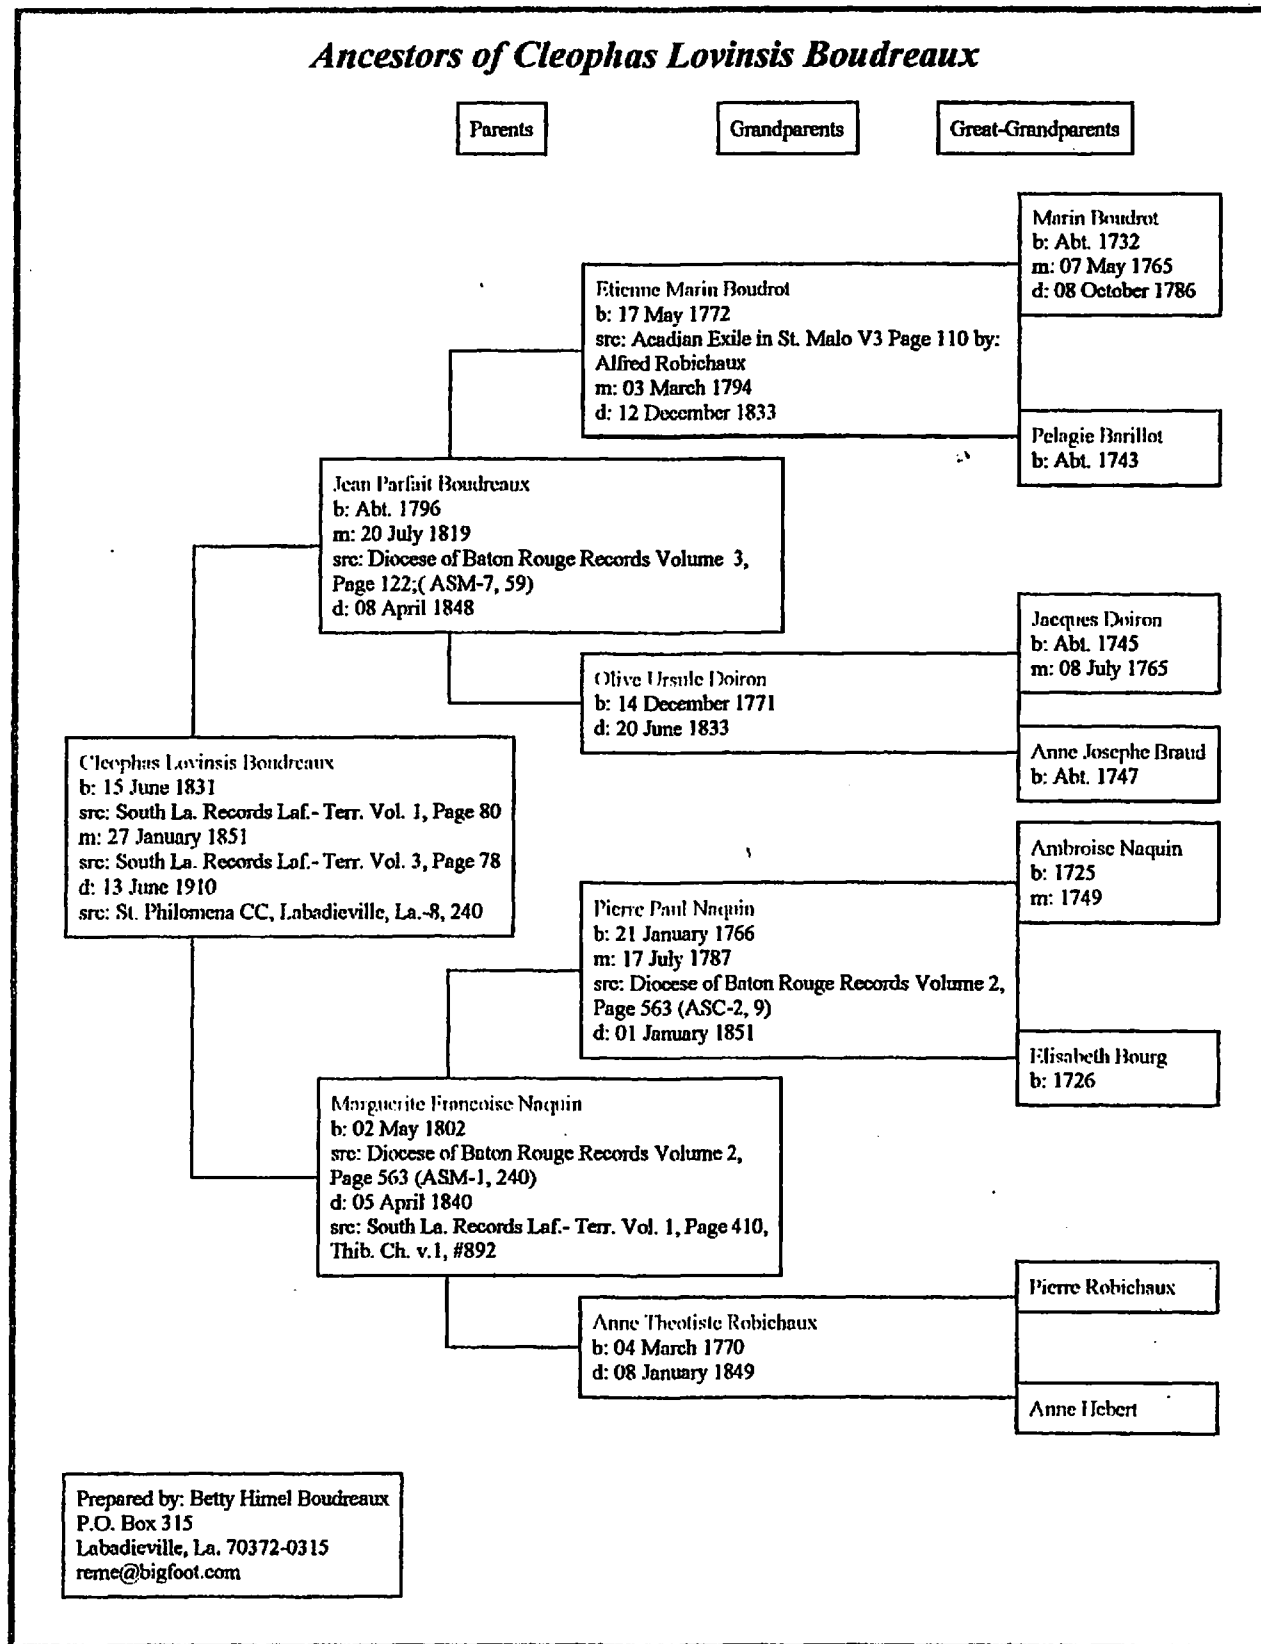 Ancestors of Cleophas Lovinsis Boudreaux
Parents
Grandparents
Great-Grandparents
Marin Boudrot
b: Abt. 1732
m: 07 May 1765
d: 08 October 1786
Etienne Marin Boudrot
b: 17 May 1772
src: Acadian Exile in St. Malo V3 Page 110 by:
Alfred Robichaux
m: 03 March 1794
d: 12 December 1833
Pelagie Barillot
b: Abt. 1743
Jean Parfait Boudreaux
b: Abt. 1796
m: 20 July 1819
src: Diocese of Baton Rouge Records Volume 3,
Page 122;( ASM-7, 59)
d: 08 April 1848
Jacques Doiron
b: Abt. 1745
m: 08 July 1765
Olive Ursule Doiron
b: 14 December 1771
d: 20 June 1833
Anne Josephe Braud
b: Abt. 1747
Cleophas Lovinsis Boudreaux
b: 15 June 1831
src: South La. Records Laf.- Terr. Vol. 1, Page 80
m: 27 January 1851
src: South La. Records Laf.- Terr. Vol. 3, Page 78
d: 13 June 1910
src: St. Philomena CC, Labadieville, La.-8, 240
Ambroise Naquin
b: 1725
m: 1749
Pierre Paul Naquin
b: 21 January 1766
m: 17 July 1787
src: Diocese of Baton Rouge Records Volume 2,
Page 563 (ASC-2, 9)
d: 01 January 1851
Elisabeth Bourg
b: 1726
Marguerite Francoise Naquin
b: 02 May 1802
src: Diocese of Baton Rouge Records Volume 2,
Page 563 (ASM-1, 240)
d: 05 April 1840
src: South La. Records Laf.- Terr. Vol. 1, Page 410,
Thib. Ch. v.1, #892
Pierre Robichaux
Anne Theotiste Robichaux
b: 04 March 1770
d: 08 January 1849
Anne Hebert
Prepared by: Betty Himel Boudreaux
P.O. Box 315
Labadieville, La. 70372-0315
reme@bigfoot.com